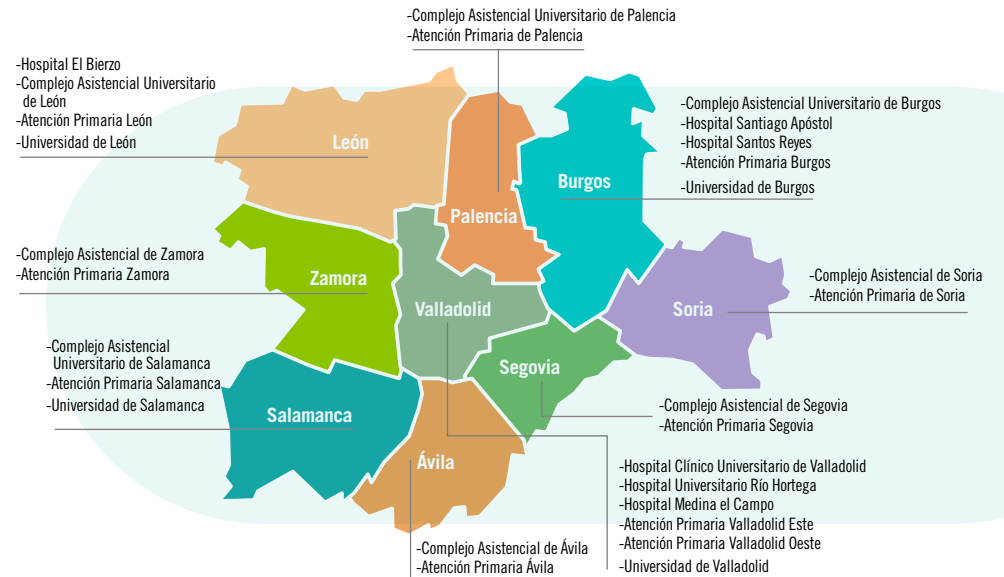 -Complejo Asistencial Universitario de Palencia
-Atención Primaria de Palencia
-Hospital El Bierzo
-Complejo Asistencial Universitario
de León
-Atención Primaria León
-Universidad de León
-Complejo Asistencial Universitario de Burgos
-Hospital Santiago Apóstol
-Hospital Santos Reyes
-Atención Primaria Burgos
-Universidad de Burgos
León
Burgos
Palencia
-Complejo Asistencial de Zamora
-Atención Primaria Zamora
Zamora
Valladolid
Soria
-Complejo Asistencial de Soria
-Atención Primaria de Soria
-Complejo Asistencial
Universitario de Salamanca
-Atención Primaria Salamanca
-Universidad de Salamanca
Salamanca
Segovia
-Complejo Asistencial de Segovia
-Atención Primaria Segovia
Ávila
-Hospital Clínico Universitario de Valladolid
-Hospital Universitario Río Hortega
-Hospital Medina el Campo
-Atención Primaria Valladolid Este
-Atención Primaria Valladolid Oeste
-Universidad de Valladolid
-Complejo Asistencial de Ávila
-Atención Primaria Ávila